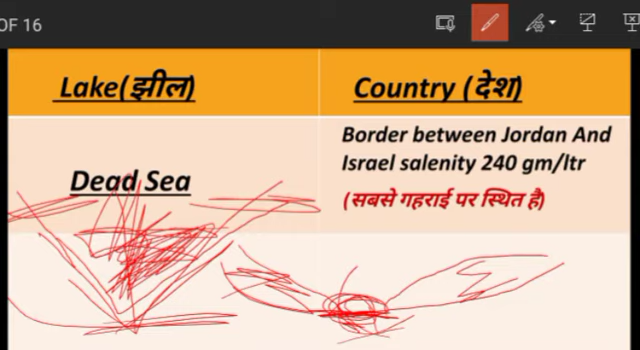 OF 16
Lake(झील)
Country (देश)
Dead Sea
Border between Jordan And
Israel salenity 240 gm/ltr
(सबसे गहराई पर स्थित है)